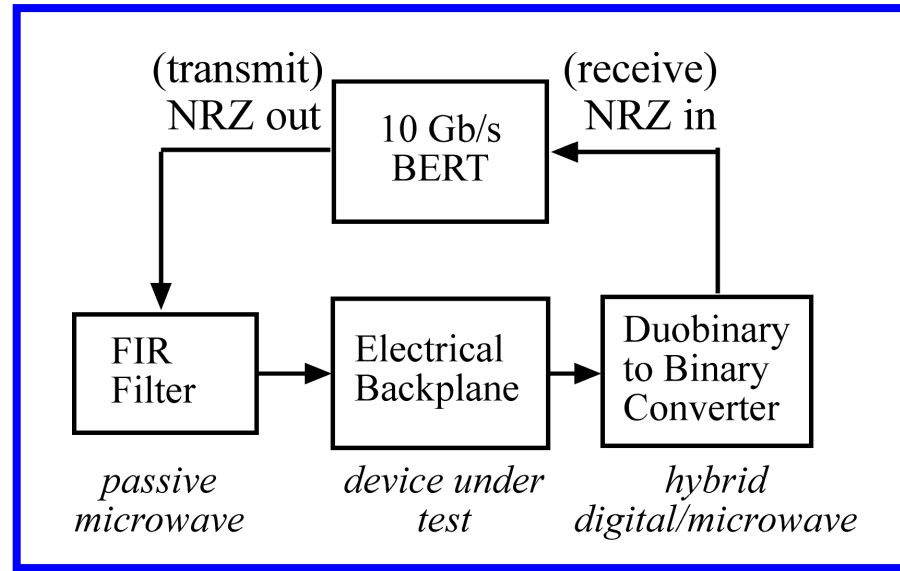 (transmit)
NRZ out
10 Gb/s
BERT
(receive)
NRZ in
FIR
Filter
Electrical
Backplane
Duobinary
to Binary
Converter
passive
microwave
device under
test
hybrid
digital/microwave